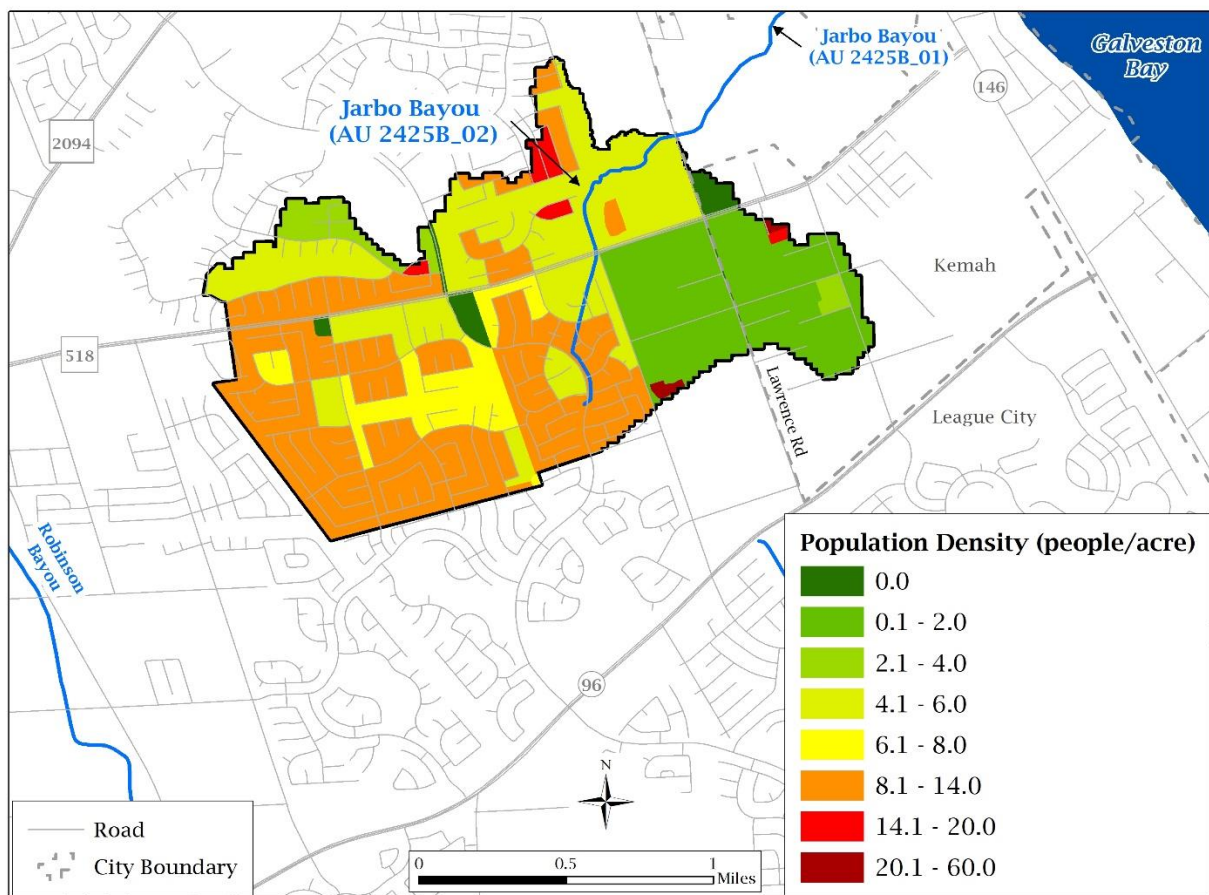 Jarbo Bayou
(AU 2425B_01)
Galveston
Bay
146
Jarbo Bayou
(AU 2425B_02)
2094
Kemah
518
Lawrence Rd
League City
Robinson
Bayou
96
N
Population Density (people/acre)
0.0
0.1 - 2.0
2.1 - 4.0
4.1 - 6.0
6.1 - 8.0
8.1 - 14.0
14.1 - 20.0
20.1 - 60.0
Road
City Boundary
0 0.5 1
Miles